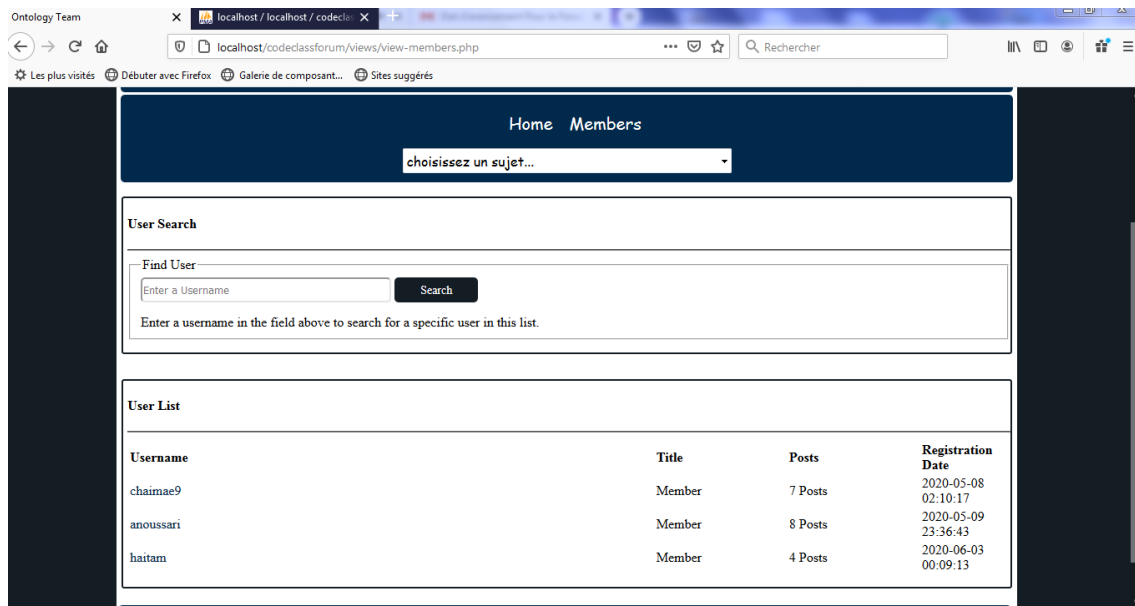 Ontology Team
localhost / localhost / codeclas
localhost/codeclassforum/views/view-members.php
Rechercher
Les plus visités Débuter avec Firefox Galerie de composant... Sites suggérés
Home Members
choisissez un sujet...
User Search
Find User
Enter a Username
Search
Enter a username in the field above to search for a specific user in this list.
User List
Username Title Posts Registration Date
chaimae9 Member 7 Posts 2020-05-08 02:10:17
anoussari Member 8 Posts 2020-05-09 23:36:43
haitam Member 4 Posts 2020-06-03 00:09:13